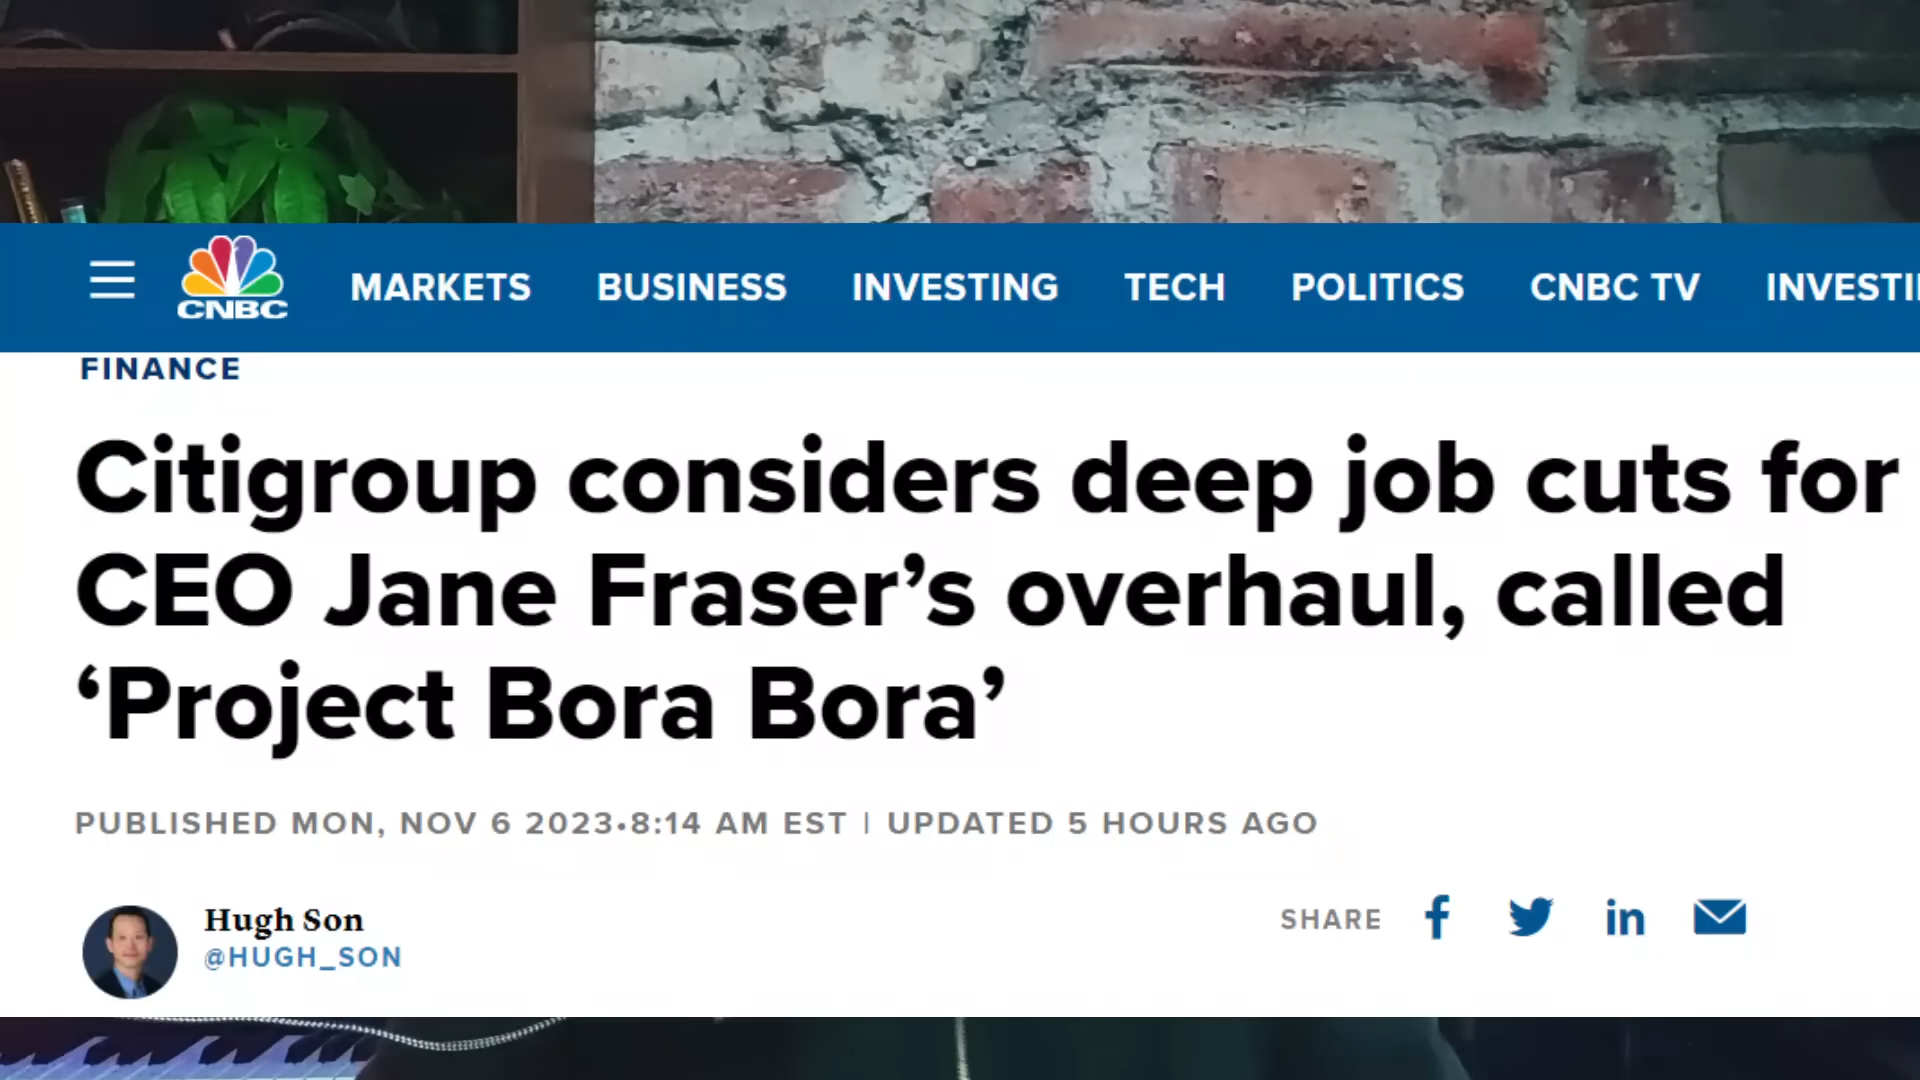 CNBC
MARKETS BUSINESS INVESTING TECH POLITICS CNBC TV INVESTI
FINANCE
Citigroup considers deep job cuts for
CEO Jane Fraser’s overhaul, called
‘Project Bora Bora’
PUBLISHED MON, NOV 6 2023•8:14 AM EST | UPDATED 5 HOURS AGO
Hugh Son
@HUGH_SON
SHARE